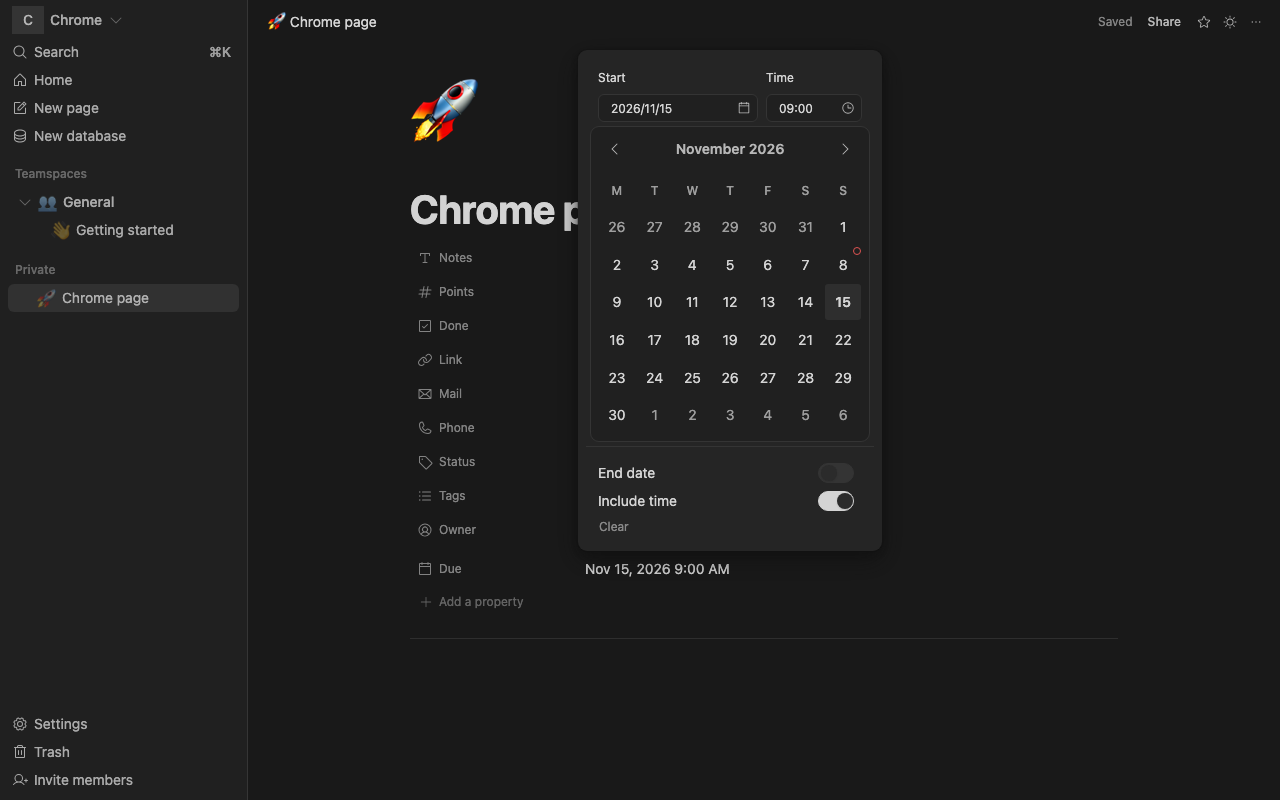 C Chrome
Search ⌘K
Home
New page
New database
Teamspaces
General
Getting started
Private
Chrome page
Settings
Trash
Invite members
Chrome page
Saved Share
Chrome p
Notes
Points
Done
Link
Mail
Phone
Status
Tags
Owner
Due Nov 15, 2026 9:00 AM
Add a property
Start Time
2026/11/15 09:00
November 2026
M T W T F S S
26 27 28 29 30 31 1
2 3 4 5 6 7 8
9 10 11 12 13 14 15
16 17 18 19 20 21 22
23 24 25 26 27 28 29
30 1 2 3 4 5 6
End date
Include time
Clear